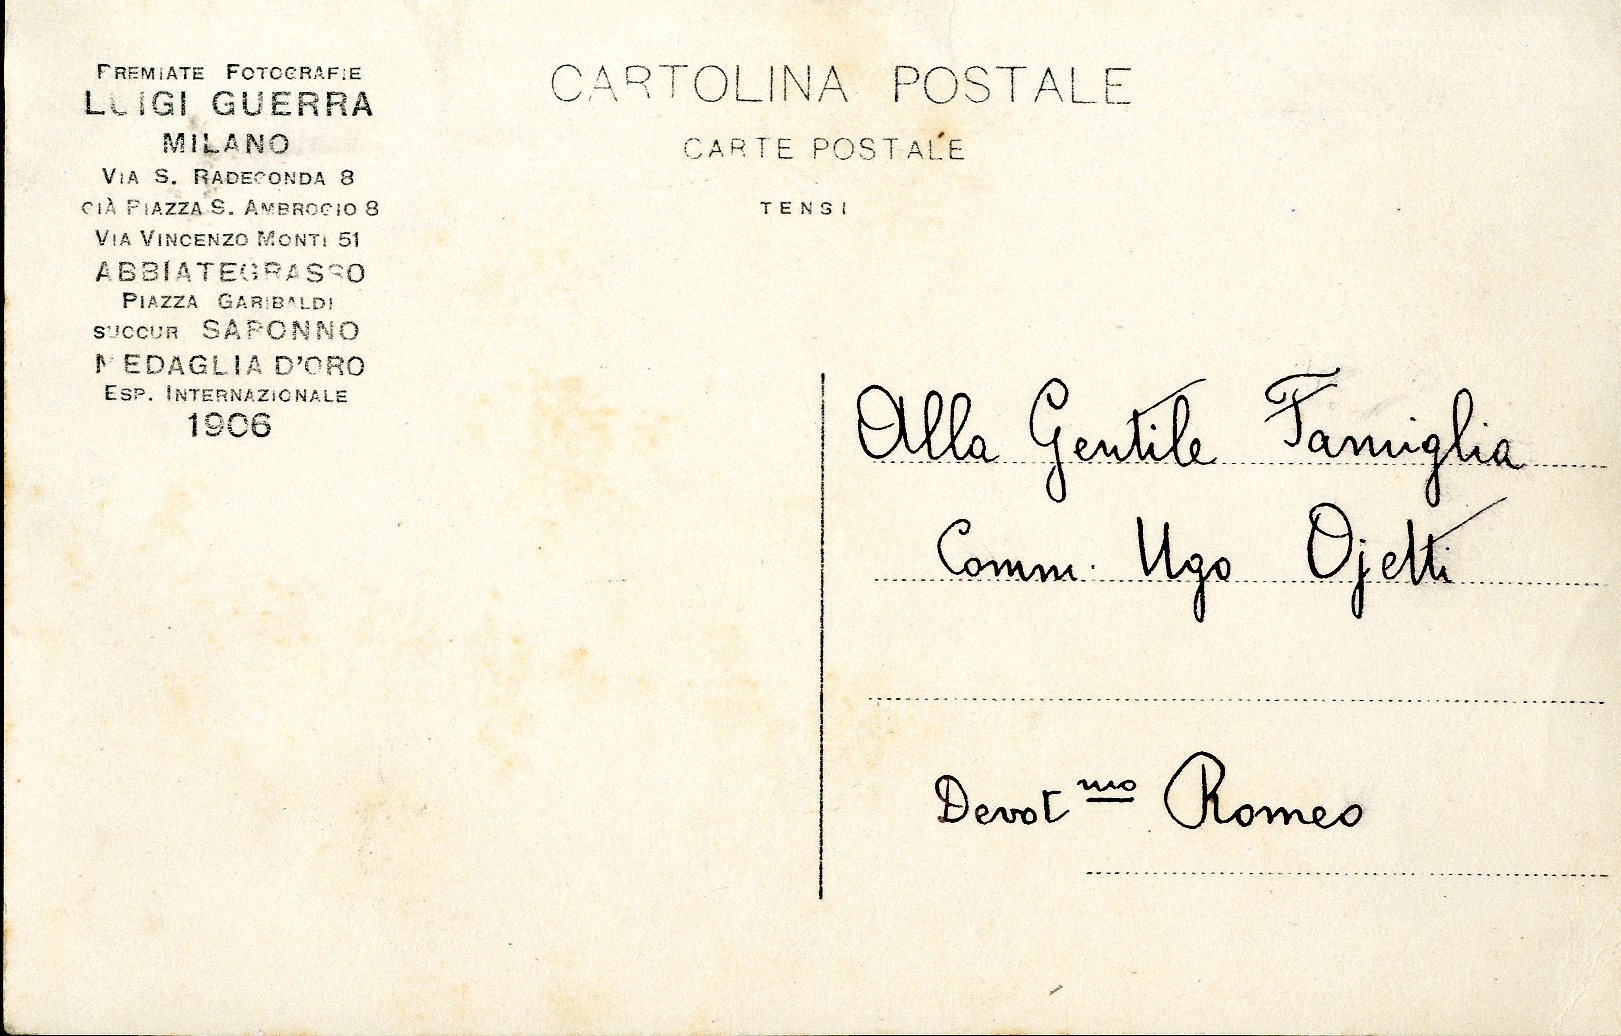 PREMIATE FOTOGRAFIE
LUIGI GUERRA
MILANO
VIA S. RADEGONDA 8
GIÀ PIAZZA S. AMBROGIO 8
VIA VINCENZO MONTI 51
ABBIATEGRASSO
PIAZZA GARIBALDI
SUCCUR SARONNO
MEDAGLIA D'ORO
ESP. INTERNAZIONALE
1906
CARTOLINA POSTALE
CARTE POSTALE
TENSI
Alla Gentile Famiglia
Comm. Ugo Ojetti
Devot mo Romeo